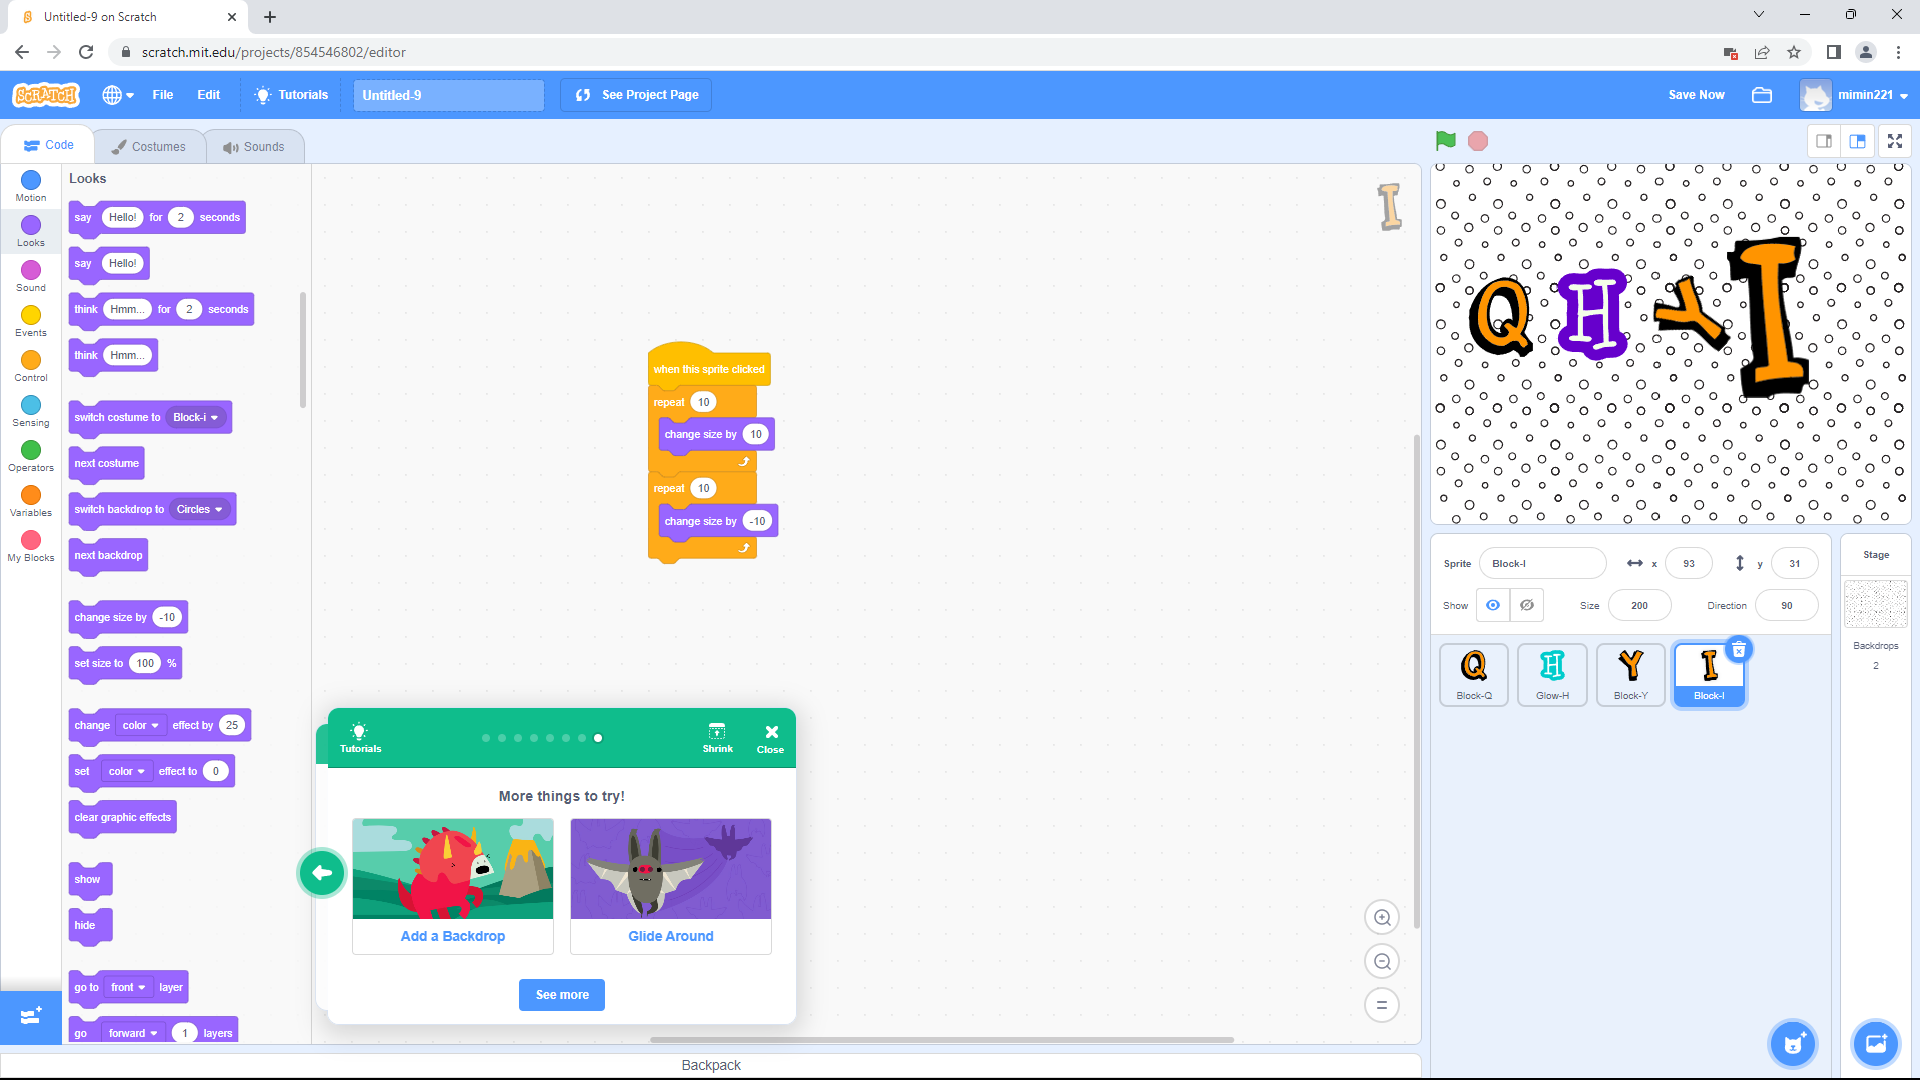 Untitled-9 on Scratch
scratch.mit.edu/projects/854546802/editor
SCRATCH
File
Edit
Tutorials
Untitled-9
See Project Page
Save Now
mimin221
Code
Costumes
Sounds
Motion
Looks
Sound
Events
Control
Sensing
Operators
Variables
My Blocks
Looks
say Hello! for 2 seconds
say Hello!
think Hmm... for 2 seconds
think Hmm...
switch costume to Block-i
next costume
switch backdrop to Circles
next backdrop
change size by -10
set size to 100 %
change color effect by 25
set color effect to 0
clear graphic effects
show
hide
go to front layer
go forward 1 layers
when this sprite clicked
repeat 10
change size by 10
repeat 10
change size by -10
I
Tutorials
Shrink
Close
More things to try!
Add a Backdrop
Glide Around
See more
Backpack
Q H Y I
Sprite Block-I x 93 y 31
Show Size 200 Direction 90
Q
Block-Q
H
Glow-H
Y
Block-Y
I
Block-I
Stage
Backdrops
2